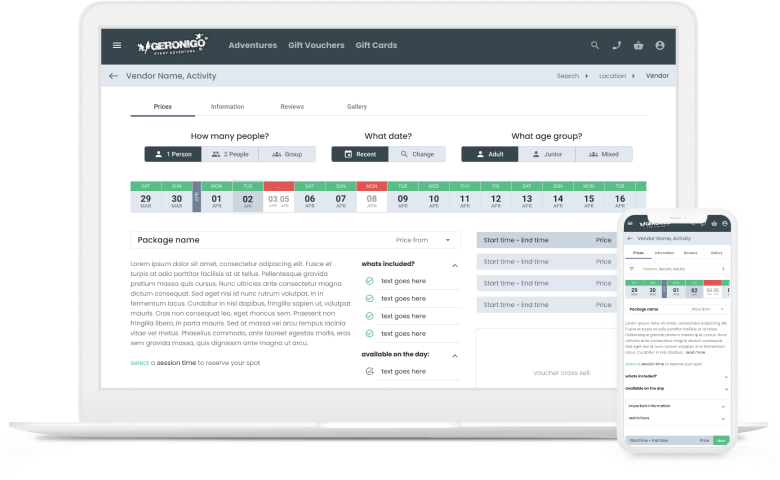 GERONIGO
EVERY ADVENTURE
Adventures Gift Vouchers Gift Cards
Vendor Name, Activity
Search Location Vendor
Prices Information Reviews Gallery
How many people? What date? What age group?
1 Person 2 People Group Recent Change Adult Junior Mixed
SAT SUN MON TUE ... SAT SUN MON TUE WED THU FRI SAT SUN MON TUE
29 30 01 02 03 05 06 07 08 09 10 11 12 13 14 15 16
MAR MAR APR APR APR APR APR APR APR APR APR APR APR APR APR APR APR APR
Package name Price from
Start time - End time Price
Start time - End time Price
Start time - End time Price
Start time - End time Price
Lorem ipsum dolor sit amet, consectetur adipiscing elit. Fusce et
turpis at odio porttitor facilisis at at tellus. Pellentesque gravida
pretium massa quis cursus. Nunc ultricies ante consectetur magna
dictum consequat. Sed eget nisi id nunc rutrum volutpat. In in
fermentum lacus. Curabitur in nisl dapibus, fringilla sapien ut, volutpat
mauris. Cras non consequat leo, eget rhoncus sem. Praesent non
fringilla libero, in porta mauris. Sed at massa vel arcu tempus lacinia
vitae vel metus. Phasellus commodo, ante laoreet egestas mollis, eros
sem gravida massa, quis dignissim ante magna ut arcu.
select a session time to reserve your spot
whats included?
text goes here
text goes here
text goes here
text goes here
available on the day:
text goes here
voucher cross sell
Vendor Name, Activity
Prices Information Reviews Gallery
1 Person, Recent, Adults
29 30 01 02 03 05
MAR MAR APR APR APR APR
Package name Price from
Lorem ipsum dolor sit amet, consectetur adipiscing elit.
Fusce et turpis at odio porttitor facilisis at at tellus.
Pellentesque gravida pretium massa quis cursus. Nunc
ultricies ante consectetur magna dictum consequat.
Sed eget nisi id nunc rutrum volutpat. In in fermentum
lacus. Curabitur in nisl dapibus, read more
select a session time to reserve your spot
whats included?
available on the day
important information
restrictions
Start time - End time Price Next